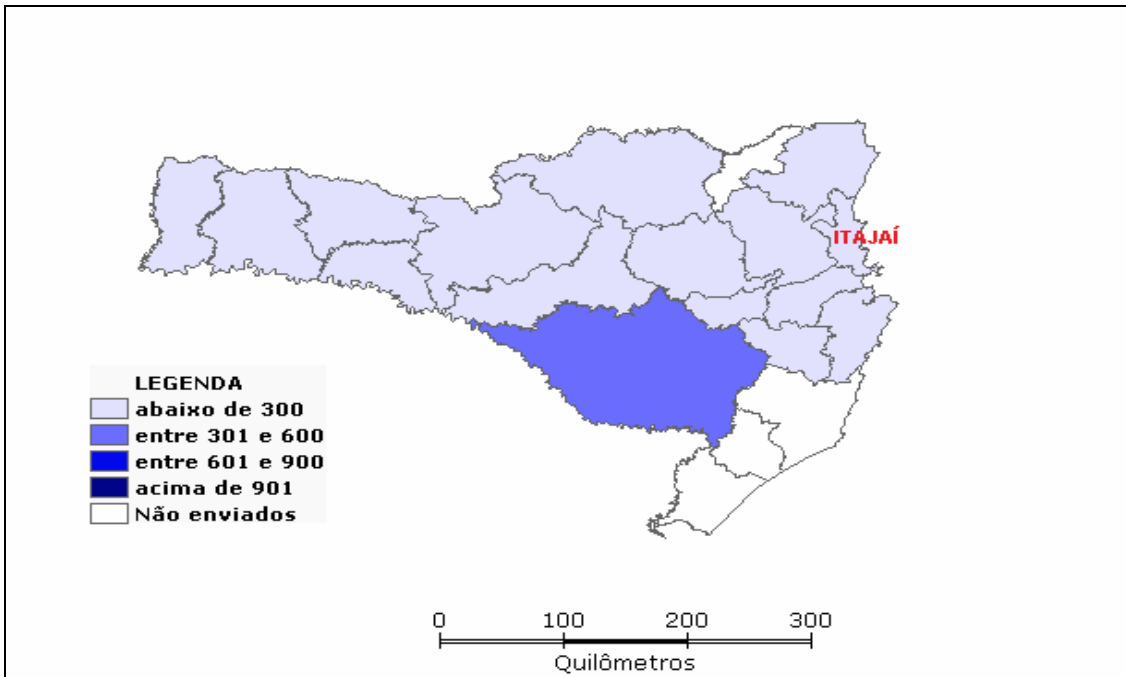 ITAJAÍ
LEGENDA
abaixo de 300
entre 301 e 600
entre 601 e 900
acima de 901
Não enviados
0 100 200 300
Quilômetros